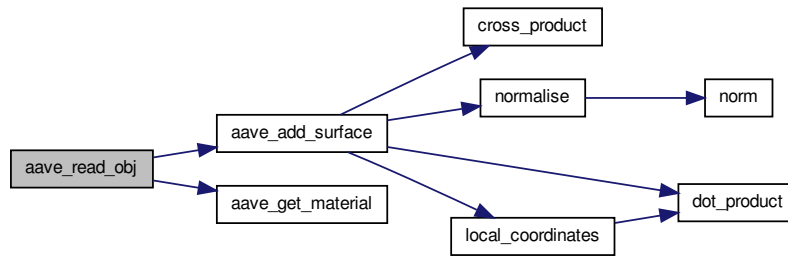 cross_product
normalise
norm
aave_add_surface
aave_read_obj
aave_get_material
dot_product
local_coordinates